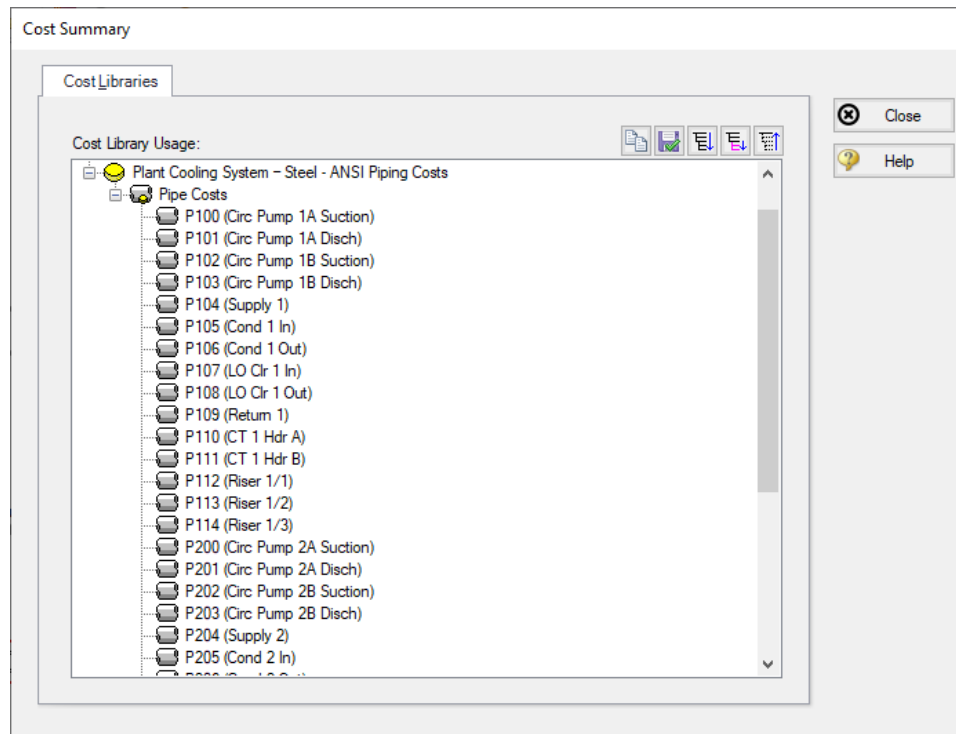 Cost Summary
Cost Libraries
Close
Cost Library Usage:
Help
Plant Cooling System – Steel - ANSI Piping Costs
Pipe Costs
P100 (Circ Pump 1A Suction)
P101 (Circ Pump 1A Disch)
P102 (Circ Pump 1B Suction)
P103 (Circ Pump 1B Disch)
P104 (Supply 1)
P105 (Cond 1 In)
P106 (Cond 1 Out)
P107 (LO Clr 1 In)
P108 (LO Clr 1 Out)
P109 (Return 1)
P110 (CT 1 Hdr A)
P111 (CT 1 Hdr B)
P112 (Riser 1/1)
P113 (Riser 1/2)
P114 (Riser 1/3)
P200 (Circ Pump 2A Suction)
P201 (Circ Pump 2A Disch)
P202 (Circ Pump 2B Suction)
P203 (Circ Pump 2B Disch)
P204 (Supply 2)
P205 (Cond 2 In)